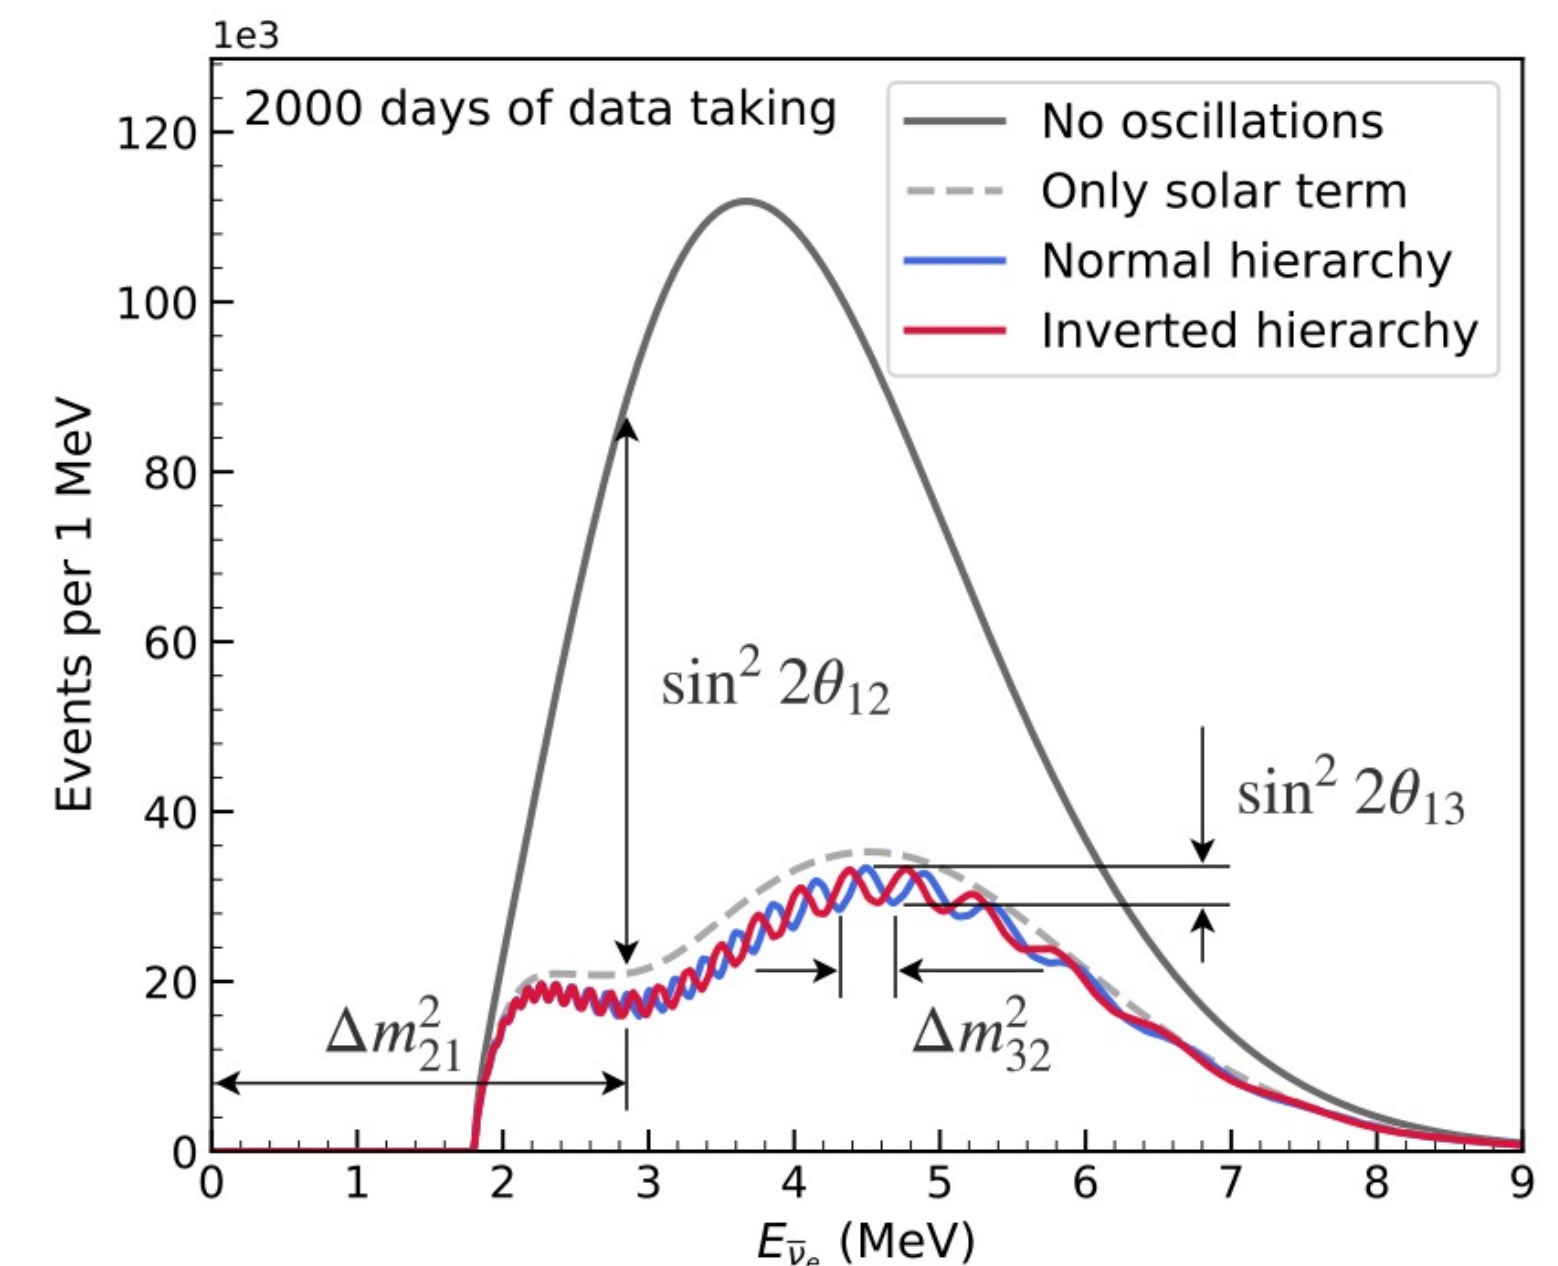 1e3
2000 days of data taking
No oscillations
Only solar term
Normal hierarchy
Inverted hierarchy
120
100
80
60
40
20
0
Events per 1 MeV
sin² 2θ₁₂
sin² 2θ₁₃
Δm²₂₁
Δm²₃₂
0 1 2 3 4 5 6 7 8 9
E_ν̅ₑ (MeV)